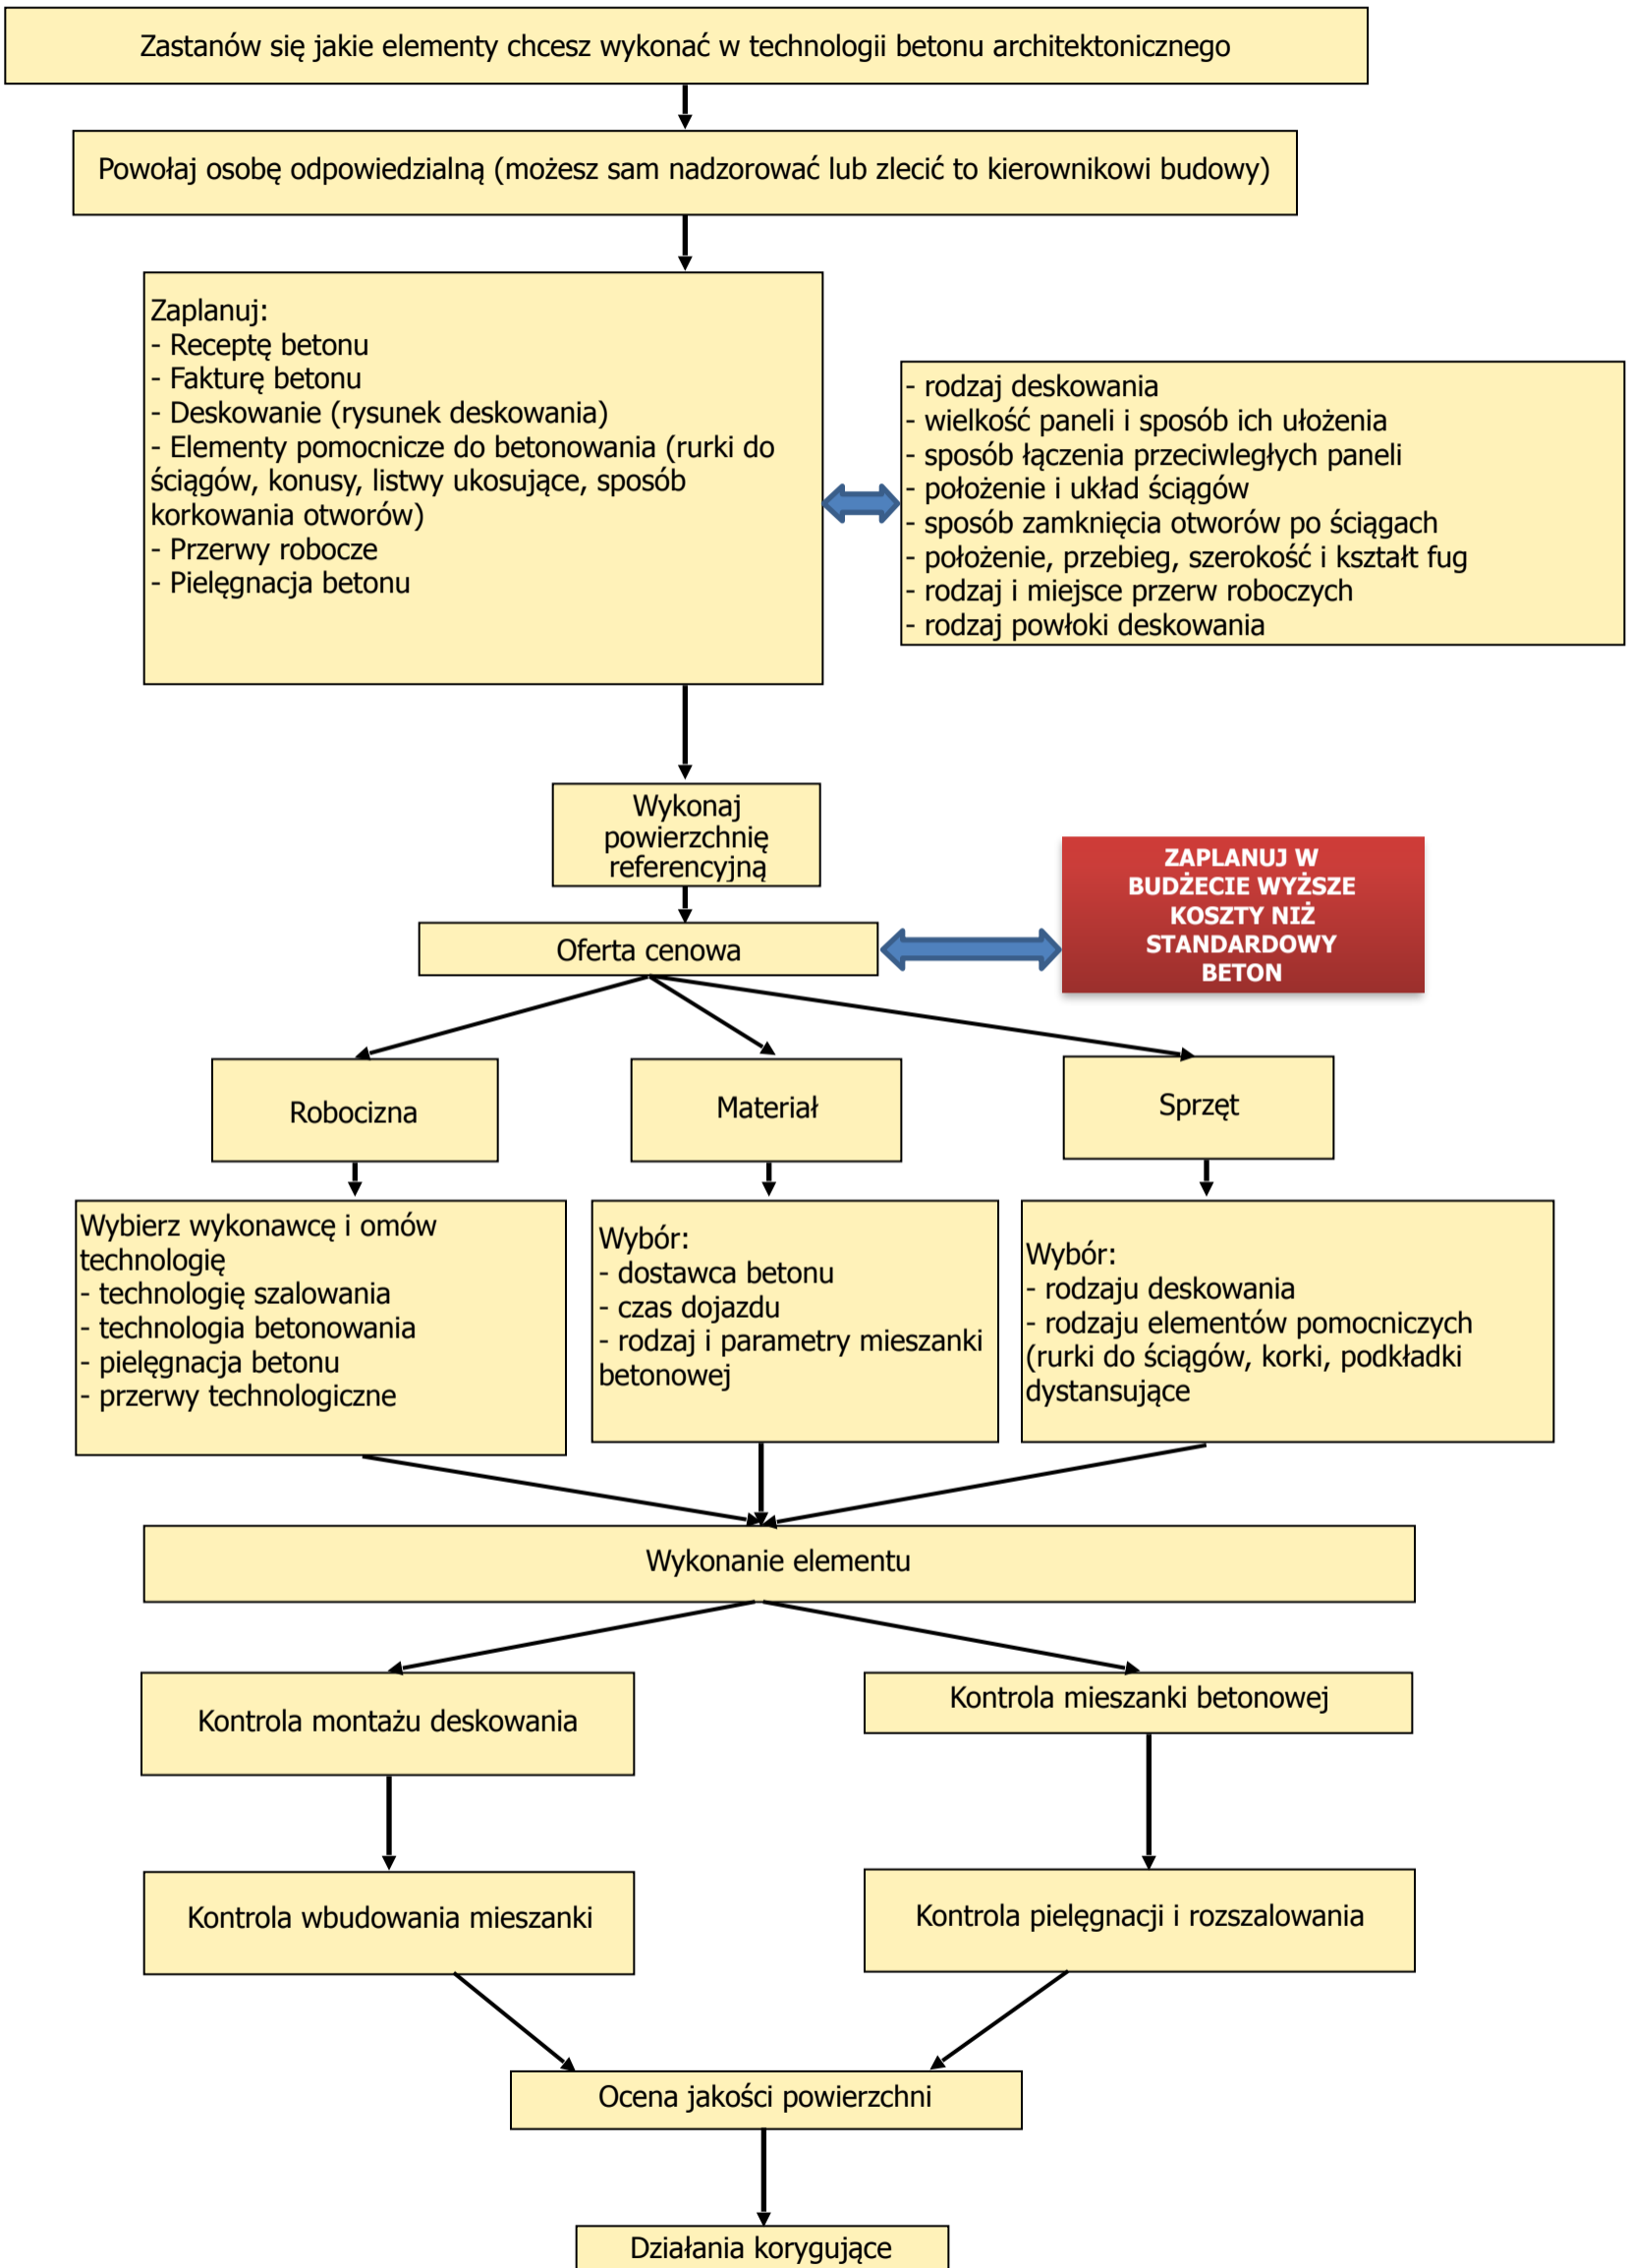 Zastanów się jakie elementy chcesz wykonać w technologii betonu architektonicznego
Powołaj osobę odpowiedzialną (możesz sam nadzorować lub zlecić to kierownikowi budowy)
Zaplanuj:
- Receptę betonu
- Fakturę betonu
- Deskowanie (rysunek deskowania)
- Elementy pomocnicze do betonowania (rurki do
ściągów, konusy, listwy ukosujące, sposób
korkowania otworów)
- Przerwy robocze
- Pielęgnacja betonu
- rodzaj deskowania
- wielkość paneli i sposób ich ułożenia
- sposób łączenia przeciwległych paneli
- położenie i układ ściągów
- sposób zamknięcia otworów po ściągach
- położenie, przebieg, szerokość i kształt fug
- rodzaj i miejsce przerw roboczych
- rodzaj powłoki deskowania
Wykonaj
powierzchnię
referencyjną
Oferta cenowa
ZAPLANUJ W
BUDŻECIE WYŻSZE
KOSZTY NIŻ
STANDARDOWY
BETON
Robocizna
Materiał
Sprzęt
Wybierz wykonawcę i omów
technologię
- technologię szalowania
- technologia betonowania
- pielęgnacja betonu
- przerwy technologiczne
Wybór:
- dostawca betonu
- czas dojazdu
- rodzaj i parametry mieszanki
betonowej
Wybór:
- rodzaju deskowania
- rodzaju elementów pomocniczych
(rurki do ściągów, korki, podkładki
dystansujące
Wykonanie elementu
Kontrola montażu deskowania
Kontrola mieszanki betonowej
Kontrola wbudowania mieszanki
Kontrola pielęgnacji i rozszalowania
Ocena jakości powierzchni
Działania korygujące